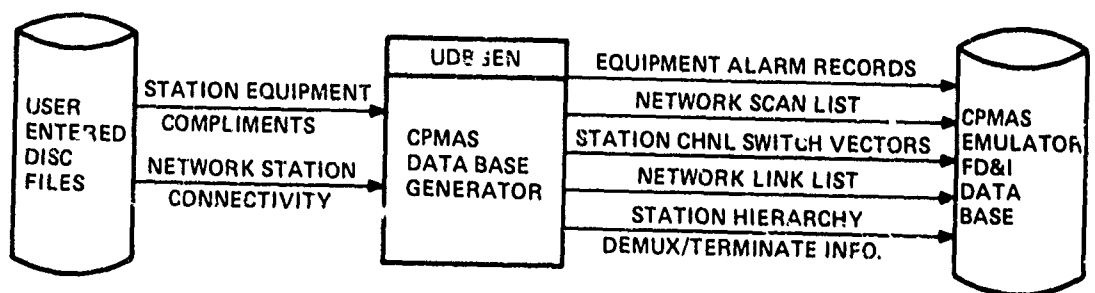 USER
ENTERED
DISC
FILES
STATION EQUIPMENT
COMPLIMENTS
NETWORK STATION
CONNECTIVITY
CPMAS
DATA BASE
GENERATOR
EQUIPMENT ALARM RECORDS
NETWORK SCAN LIST
STATION CHNL SWITCH VECTORS
NETWORK LINK LIST
STATION HIERARCHY
DEMUX/TERMINATE INFO.
CPMAS
EMULATOR
FD&I
DATA
BASE